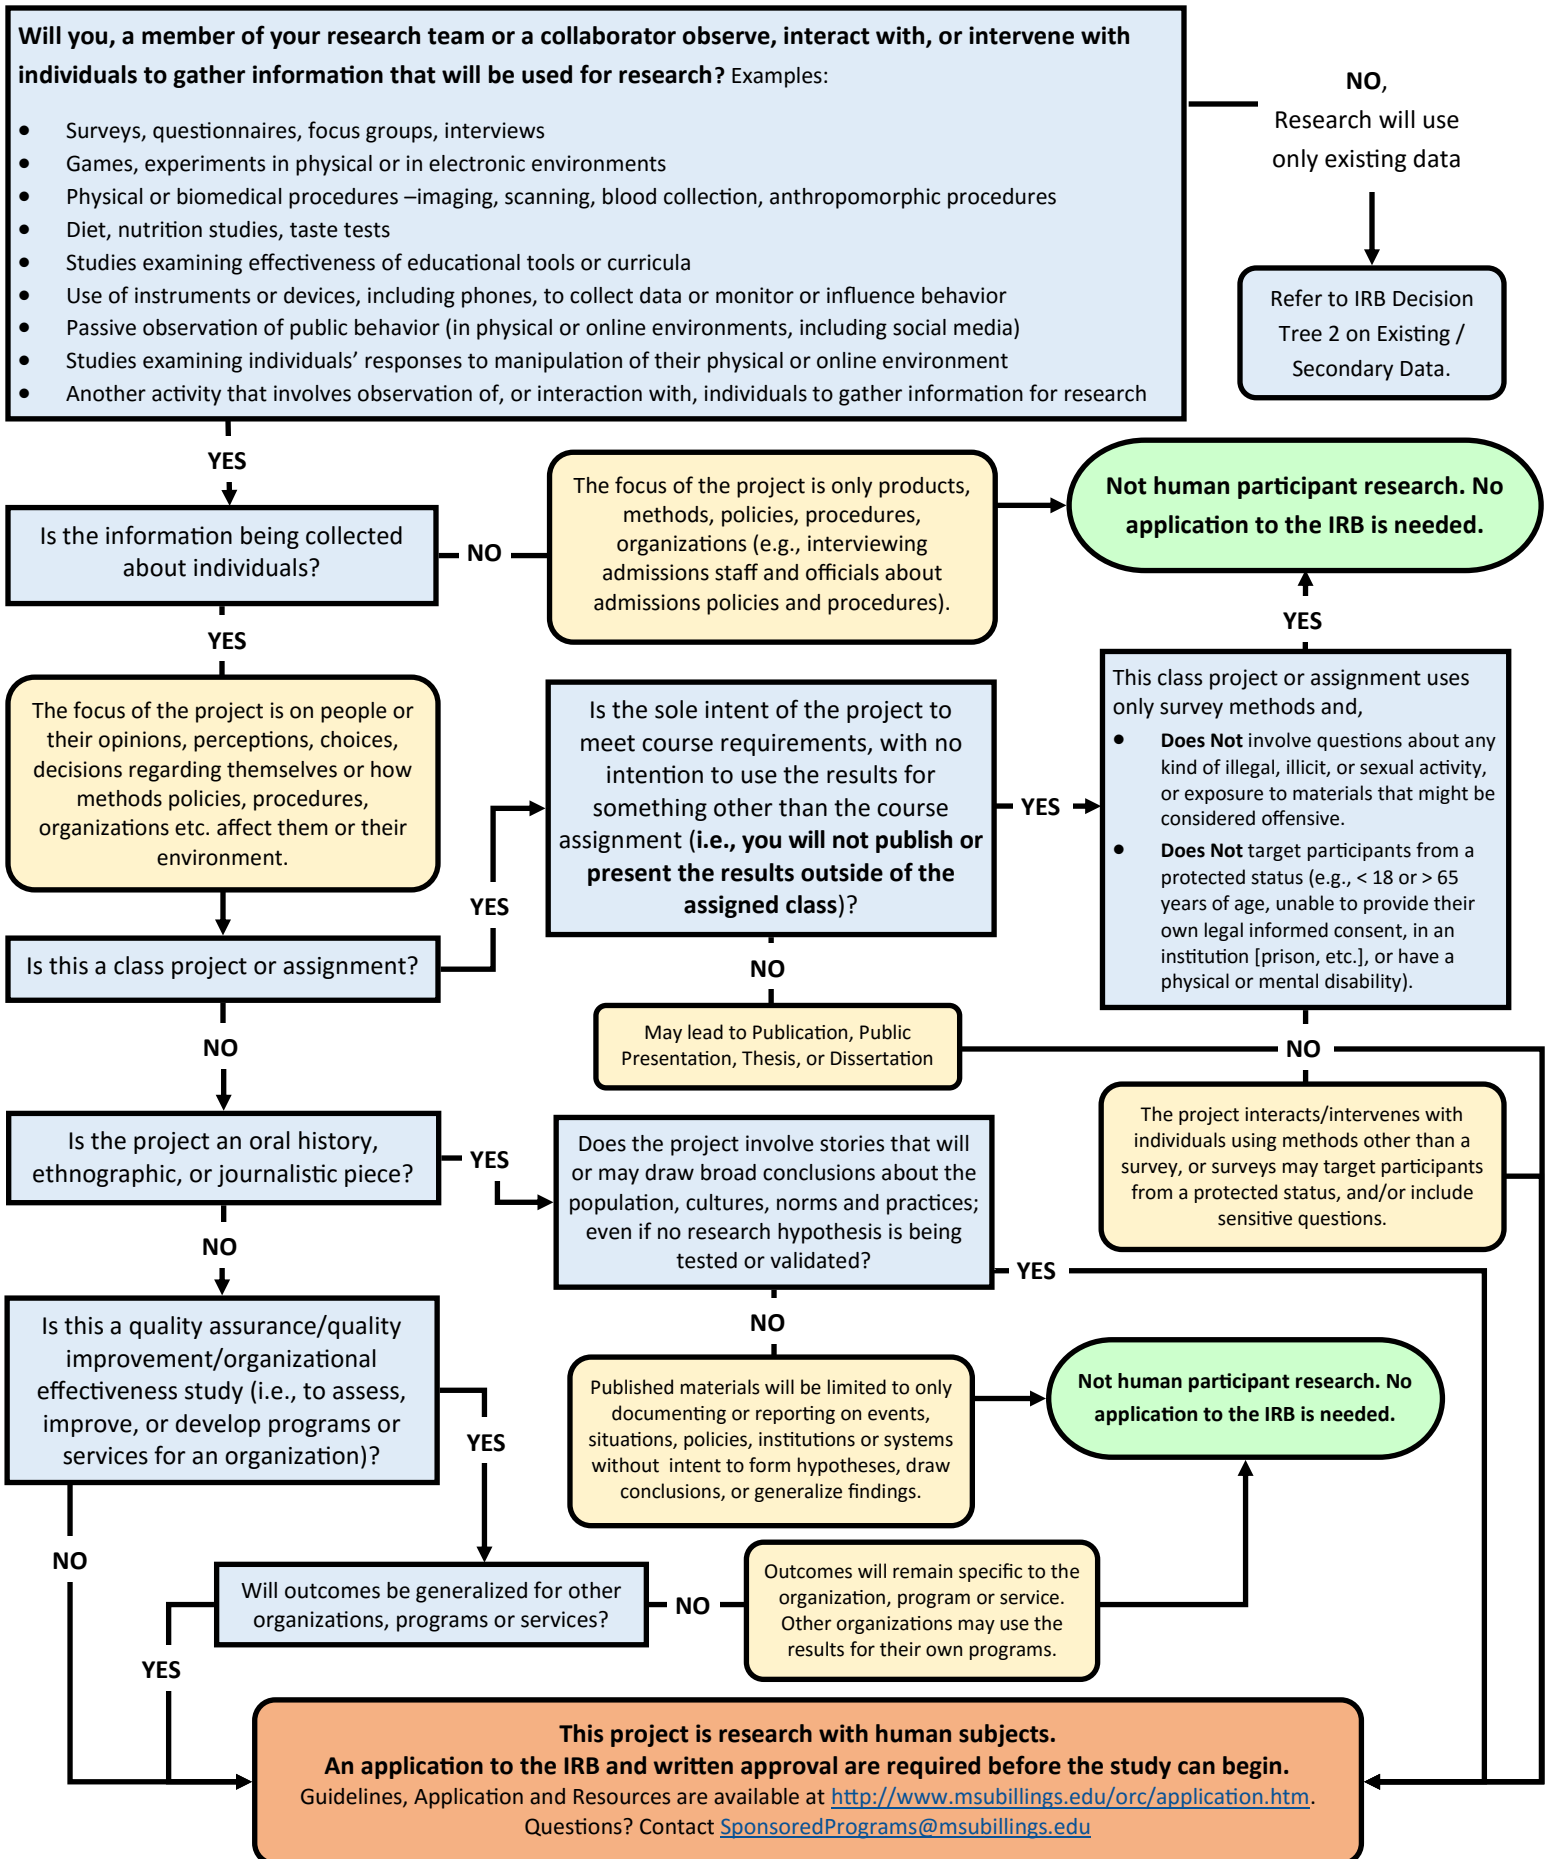 Will you, a member of your research team or a collaborator observe, interact with, or intervene with
individuals to gather information that will be used for research? Examples:
• Surveys, questionnaires, focus groups, interviews
• Games, experiments in physical or in electronic environments
• Physical or biomedical procedures –imaging, scanning, blood collection, anthropomorphic procedures
• Diet, nutrition studies, taste tests
• Studies examining effectiveness of educational tools or curricula
• Use of instruments or devices, including phones, to collect data or monitor or influence behavior
• Passive observation of public behavior (in physical or online environments, including social media)
• Studies examining individuals’ responses to manipulation of their physical or online environment
• Another activity that involves observation of, or interaction with, individuals to gather information for research
NO,
Research will use
only existing data
Refer to IRB Decision
Tree 2 on Existing /
Secondary Data.
YES
Is the information being collected
about individuals?
NO
The focus of the project is only products,
methods, policies, procedures,
organizations (e.g., interviewing
admissions staff and officials about
admissions policies and procedures).
Not human participant research. No
application to the IRB is needed.
YES
The focus of the project is on people or
their opinions, perceptions, choices,
decisions regarding themselves or how
methods policies, procedures,
organizations etc. affect them or their
environment.
Is this a class project or assignment?
YES
Is the sole intent of the project to
meet course requirements, with no
intention to use the results for
something other than the course
assignment (i.e., you will not publish or
present the results outside of the
assigned class)?
YES
This class project or assignment uses
only survey methods and,
• Does Not involve questions about any
kind of illegal, illicit, or sexual activity,
or exposure to materials that might be
considered offensive.
• Does Not target participants from a
protected status (e.g., < 18 or > 65
years of age, unable to provide their
own legal informed consent, in an
institution [prison, etc.], or have a
physical or mental disability).
YES
NO
May lead to Publication, Public
Presentation, Thesis, or Dissertation
NO
The project interacts/intervenes with
individuals using methods other than a
survey, or surveys may target participants
from a protected status, and/or include
sensitive questions.
NO
Is the project an oral history,
ethnographic, or journalistic piece?
YES
Does the project involve stories that will
or may draw broad conclusions about the
population, cultures, norms and practices;
even if no research hypothesis is being
tested or validated?
YES
NO
Published materials will be limited to only
documenting or reporting on events,
situations, policies, institutions or systems
without intent to form hypotheses, draw
conclusions, or generalize findings.
Not human participant research. No
application to the IRB is needed.
NO
Is this a quality assurance/quality
improvement/organizational
effectiveness study (i.e., to assess,
improve, or develop programs or
services for an organization)?
YES
NO
Will outcomes be generalized for other
organizations, programs or services?
NO
Outcomes will remain specific to the
organization, program or service.
Other organizations may use the
results for their own programs.
YES
This project is research with human subjects.
An application to the IRB and written approval are required before the study can begin.
Guidelines, Application and Resources are available at http://www.msubillings.edu/orc/application.htm.
Questions? Contact SponsoredPrograms@msubillings.edu